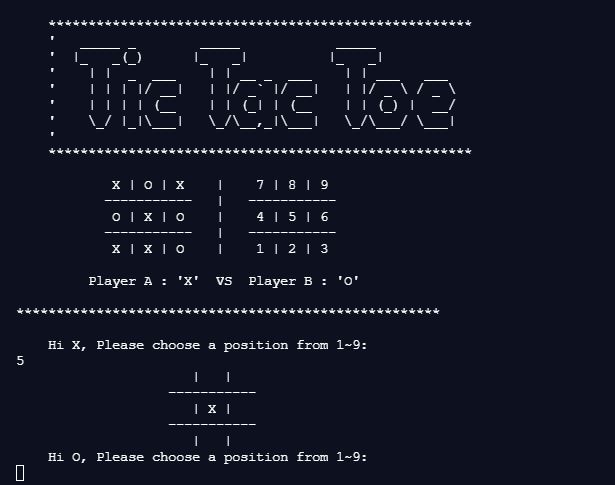 ****************************************************
Tic Tac Toe
****************************************************
X | O | X | 7 | 8 | 9
----------- | -----------
O | X | O | 4 | 5 | 6
----------- | -----------
X | X | O | 1 | 2 | 3
Player A : 'X' VS Player B : 'O'
****************************************************
Hi X, Please choose a position from 1~9:
5
| |
-----------
| X |
-----------
| |
Hi O, Please choose a position from 1~9: